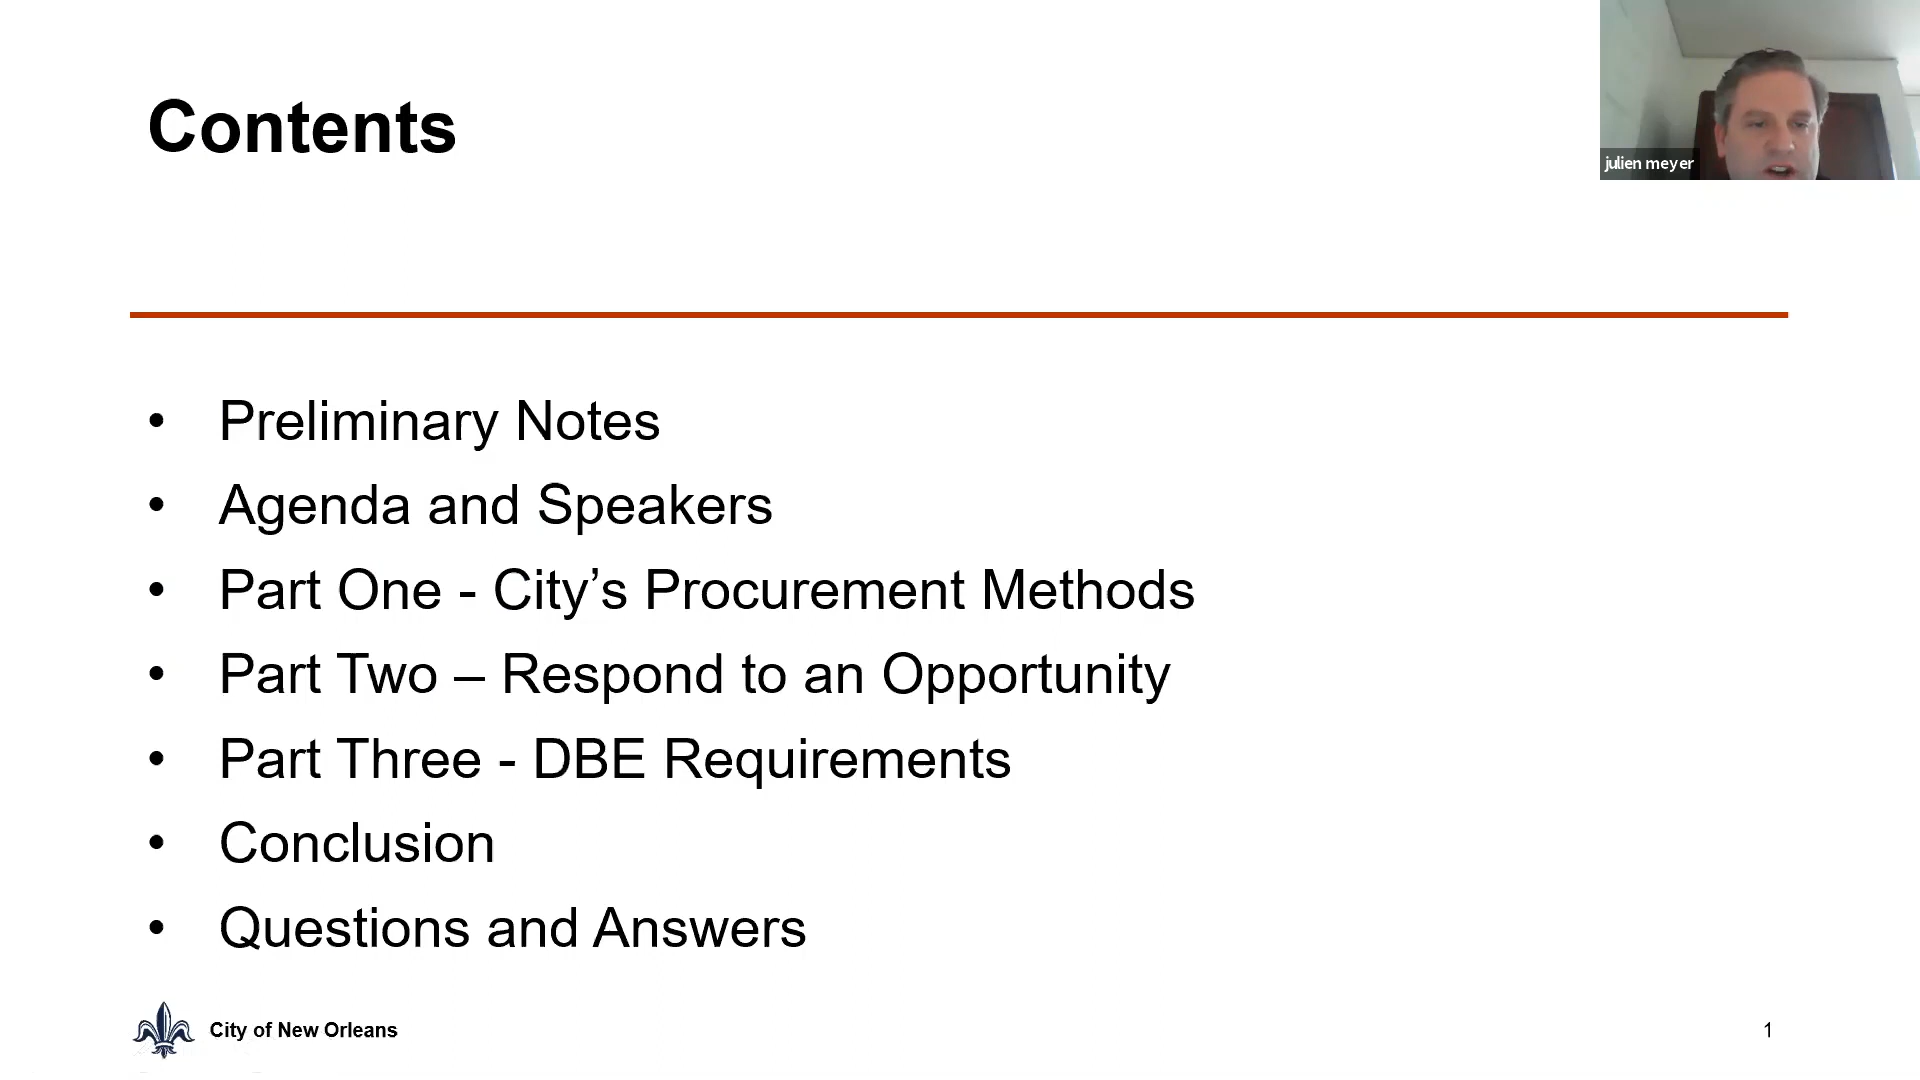 Contents
julien meyer
• Preliminary Notes
• Agenda and Speakers
• Part One - City’s Procurement Methods
• Part Two – Respond to an Opportunity
• Part Three - DBE Requirements
• Conclusion
• Questions and Answers
City of New Orleans
1